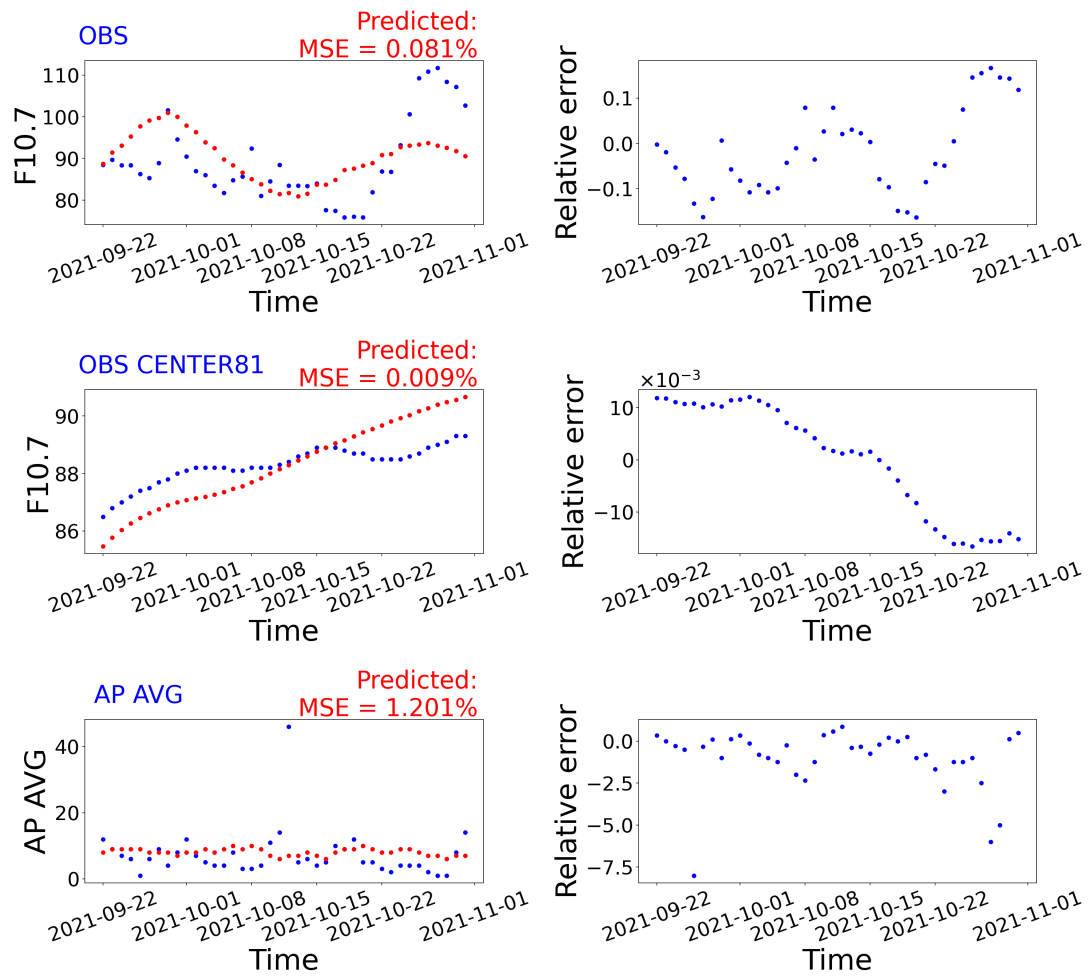 OBS
Predicted:
MSE = 0.081%
F10.7
110
100
90
80
2021-09-22
2021-10-01
2021-10-08
2021-10-15
2021-10-22
2021-11-01
Time
Relative error
0.1
0.0
−0.1
2021-09-22
2021-10-01
2021-10-08
2021-10-15
2021-10-22
2021-11-01
Time
OBS CENTER81
Predicted:
MSE = 0.009%
F10.7
90
88
86
2021-09-22
2021-10-01
2021-10-08
2021-10-15
2021-10-22
2021-11-01
Time
×10⁻³
Relative error
10
0
−10
2021-09-22
2021-10-01
2021-10-08
2021-10-15
2021-10-22
2021-11-01
Time
AP AVG
Predicted:
MSE = 1.201%
AP AVG
40
20
0
2021-09-22
2021-10-01
2021-10-08
2021-10-15
2021-10-22
2021-11-01
Time
Relative error
0.0
−2.5
−5.0
−7.5
2021-09-22
2021-10-01
2021-10-08
2021-10-15
2021-10-22
2021-11-01
Time